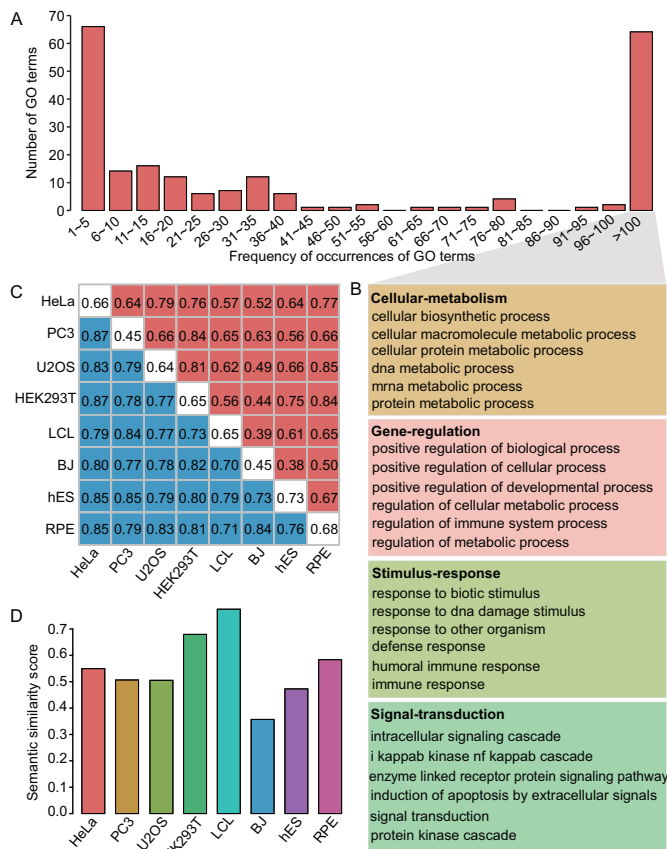 A
70
60
50
40
30
20
10
0
Number of GO terms
1~5
6~10
11~15
16~20
21~25
26~30
31~35
36~40
41~45
46~50
51~55
56~60
61~65
66~70
71~75
76~80
81~85
86~90
91~95
96~100
>100
Frequency of occurrences of GO terms
C
HeLa 0.66 0.64 0.79 0.76 0.57 0.52 0.64 0.77
PC3 0.87 0.45 0.66 0.84 0.65 0.63 0.56 0.66
U2OS 0.83 0.79 0.64 0.81 0.62 0.49 0.66 0.85
HEK293T 0.87 0.78 0.77 0.65 0.56 0.44 0.75 0.84
LCL 0.79 0.84 0.77 0.73 0.65 0.39 0.61 0.65
BJ 0.80 0.77 0.78 0.82 0.70 0.45 0.38 0.50
hES 0.85 0.85 0.79 0.80 0.79 0.73 0.73 0.67
RPE 0.85 0.79 0.83 0.81 0.71 0.84 0.76 0.68
HeLa
PC3
U2OS
HEK293T
LCL
BJ
hES
RPE
B
Cellular-metabolism
cellular biosynthetic process
cellular macromolecule metabolic process
cellular protein metabolic process
dna metabolic process
mrna metabolic process
protein metabolic process
Gene-regulation
positive regulation of biological process
positive regulation of cellular process
positive regulation of developmental process
regulation of cellular metabolic process
regulation of immune system process
regulation of metabolic process
Stimulus-response
response to biotic stimulus
response to dna damage stimulus
response to other organism
defense response
humoral immune response
immune response
Signal-transduction
intracellular signaling cascade
i kappab kinase nf kappab cascade
enzyme linked receptor protein signaling pathway
induction of apoptosis by extracellular signals
signal transduction
protein kinase cascade
D
0.7
0.6
0.5
0.4
0.3
0.2
0.1
0.0
Semantic similarity score
HeLa
PC3
U2OS
EK293T
LCL
BJ
hES
RPE